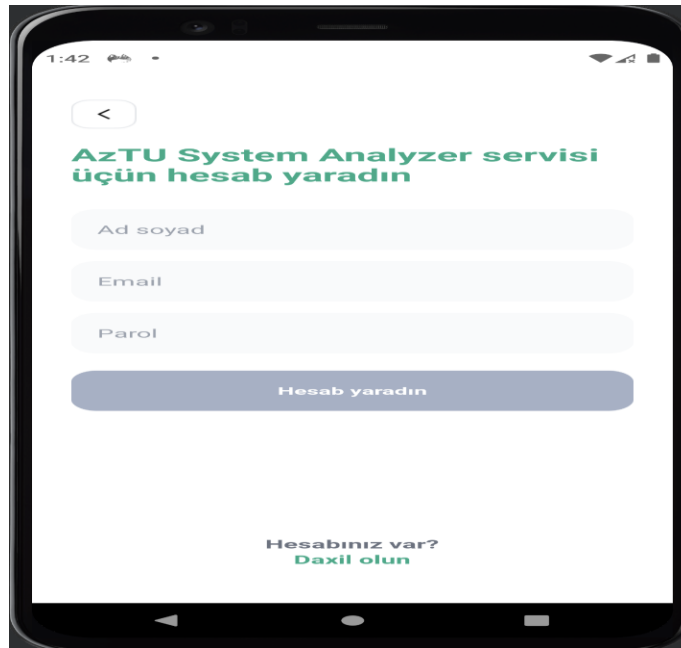 1:42
<
AzTU System Analyzer servisi
üçün hesab yaradın
Ad soyad
Email
Parol
Hesab yaradın
Hesabınız var?
Daxil olun